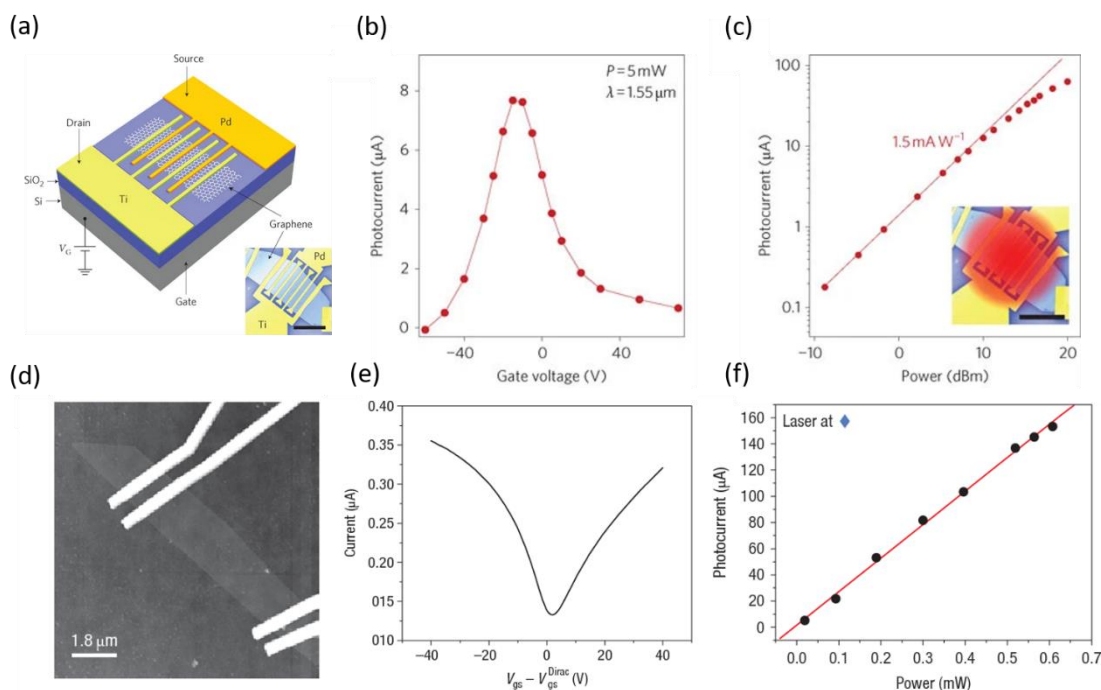 (a)
Source
Drain
Pd
SiO2
Si
Ti
VG
Graphene
Gate
Pd
Ti
(b)
P = 5 mW
λ = 1.55 μm
8
6
4
2
0
Photocurrent (μA)
−40
0
40
Gate voltage (V)
(c)
100
10
1
0.1
Photocurrent (μA)
1.5 mA W−1
−10
0
10
20
Power (dBm)
(d)
1.8 μm
(e)
0.40
0.35
0.30
0.25
0.20
015
010
Current (μA)
−40
−20
0
20
40
Vgs − VgsDirac (V)
(f)
Laser at
160
140
120
100
80
60
40
20
0
Photocurrent (μA)
0.0
0.1
0.2
0.3
0.4
0.5
0.6
0.7
Power (mW)